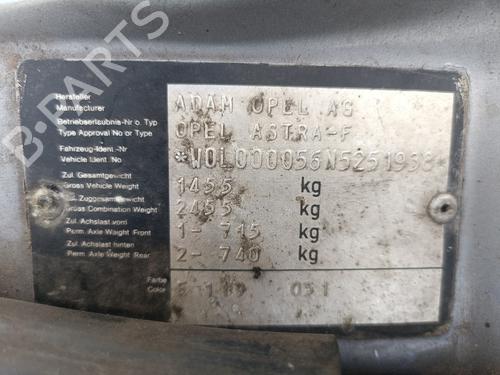 B-PARTS
Hersteller
Manufacturer
ADAM OPEL AG
Betriebserlaubnis-Nr o. Typ
Type Approval No or Type
OPEL ASTRA-F
Fahrzeug-Ident.-Nr
Vehicle Ident. No
*W0L000056N5251938
Zul. Gesamtgewicht
Gross Vehicle Weight
1455 kg
Zul. Zuggesamtgewicht
Gross Combination Weight
2455 kg
Zul. Achslast vorn
Perm. Axle Waight Front
1- 715 kg
Zul. Achslast hinten
Perm. Axle Weight Rear
2- 740 kg
Farbe
Color
051